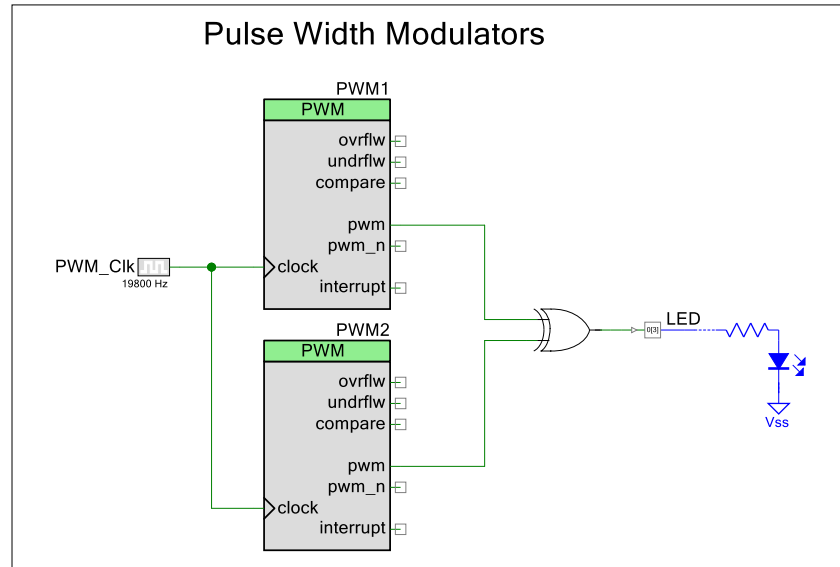 Pulse Width Modulators
PWM1
PWM
ovrflw
undrflw
compare
pwm
pwm_n
clock
interrupt
PWM_Clk
19800 Hz
PWM2
PWM
ovrflw
undrflw
compare
pwm
pwm_n
clock
interrupt
0[3]
LED
Vss